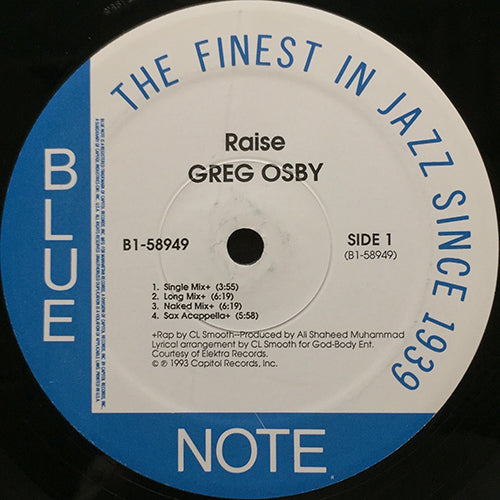 THE FINEST IN JAZZ SINCE 1939
BLUE
NOTE
Raise
GREG OSBY
B1-58949
SIDE 1
(B1-58949)
1. Single Mix+ (3:55)
2. Long Mix+ (6:19)
3. Naked Mix+ (6:19)
4. Sax Acappella+ (5:58)
+Rap by CL Smooth–Produced by Ali Shaheed Muhammad
Lyrical arrangement by CL Smooth for God-Body Ent.
Courtesy of Elektra Records.
© ℗ 1993 Capitol Records, Inc.